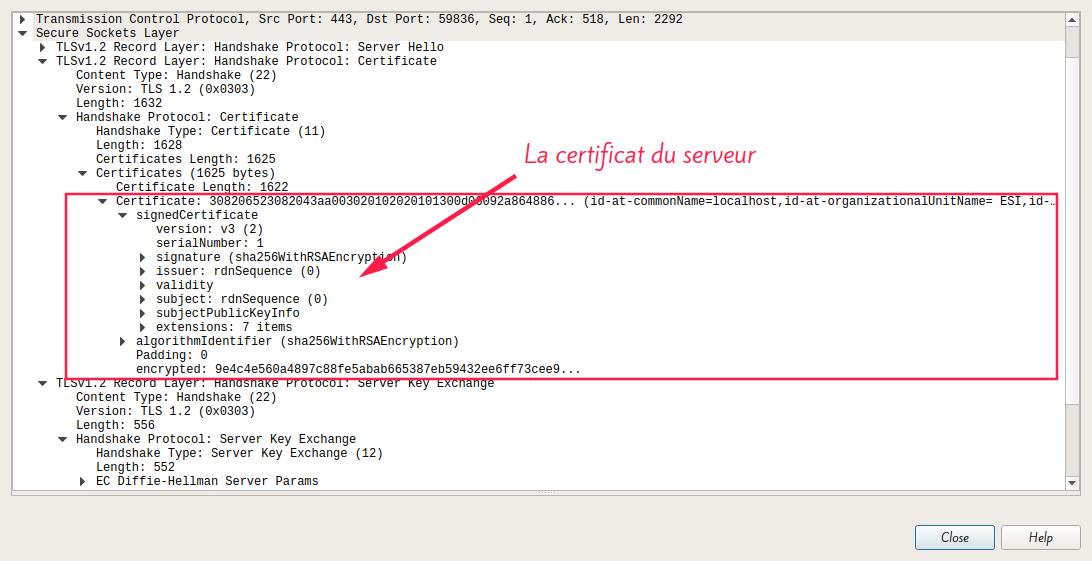 Transmission Control Protocol, Src Port: 443, Dst Port: 59836, Seq: 1, Ack: 518, Len: 2292
Secure Sockets Layer
TLSv1.2 Record Layer: Handshake Protocol: Server Hello
TLSv1.2 Record Layer: Handshake Protocol: Certificate
Content Type: Handshake (22)
Version: TLS 1.2 (0x0303)
Length: 1632
Handshake Protocol: Certificate
Handshake Type: Certificate (11)
Length: 1628
Certificates Length: 1625
La certificat du serveur
Certificates (1625 bytes)
Certificate Length: 1622
Certificate: 308206523082043aa003020102020101300d06092a864886... (id-at-commonName=localhost,id-at-organizationalUnitName= ESI,id-…
signedCertificate
version: v3 (2)
serialNumber: 1
signature (sha256WithRSAEncryption)
issuer: rdnSequence (0)
validity
subject: rdnSequence (0)
subjectPublicKeyInfo
extensions: 7 items
algorithmIdentifier (sha256WithRSAEncryption)
Padding: 0
encrypted: 9e4c4e560a4897c88fe5abab665387eb59432ee6ff73cee9...
TLSv1.2 Record Layer: Handshake Protocol: Server Key Exchange
Content Type: Handshake (22)
Version: TLS 1.2 (0x0303)
Length: 556
Handshake Protocol: Server Key Exchange
Handshake Type: Server Key Exchange (12)
Length: 552
EC Diffie-Hellman Server Params
Close
Help